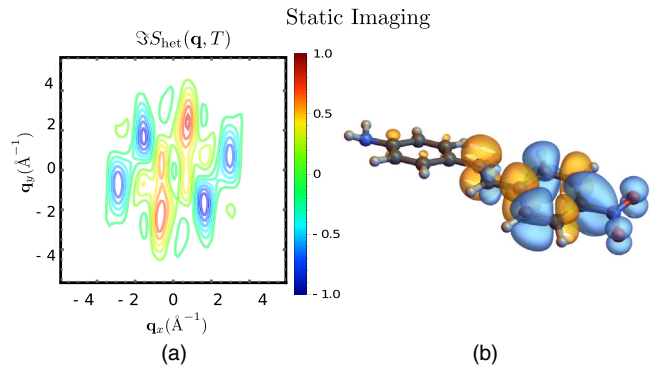 Static Imaging
ℑS_het(q, T)
1.0
0.5
0
- 0.5
- 1.0
4
2
0
- 2
- 4
q_y(Å⁻¹)
- 4 - 2 0 2 4
q_x(Å⁻¹)
(a) (b)